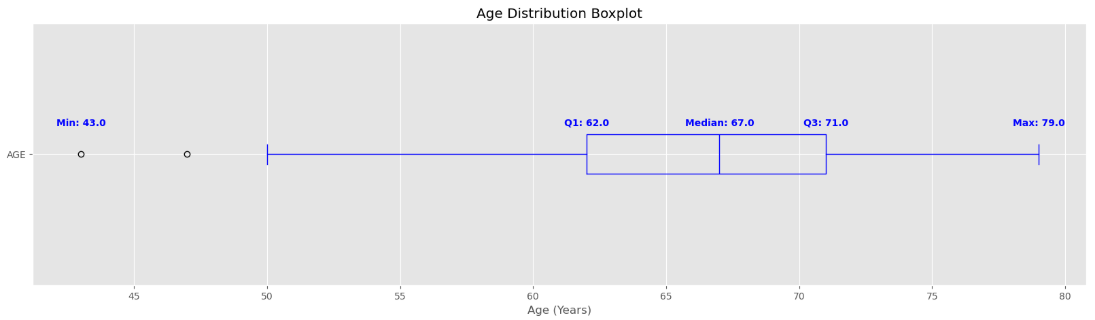 Age Distribution Boxplot
Min: 43.0 Q1: 62.0 Median: 67.0 Q3: 71.0 Max: 79.0
AGE
45 50 55 60 65 70 75 80
Age (Years)